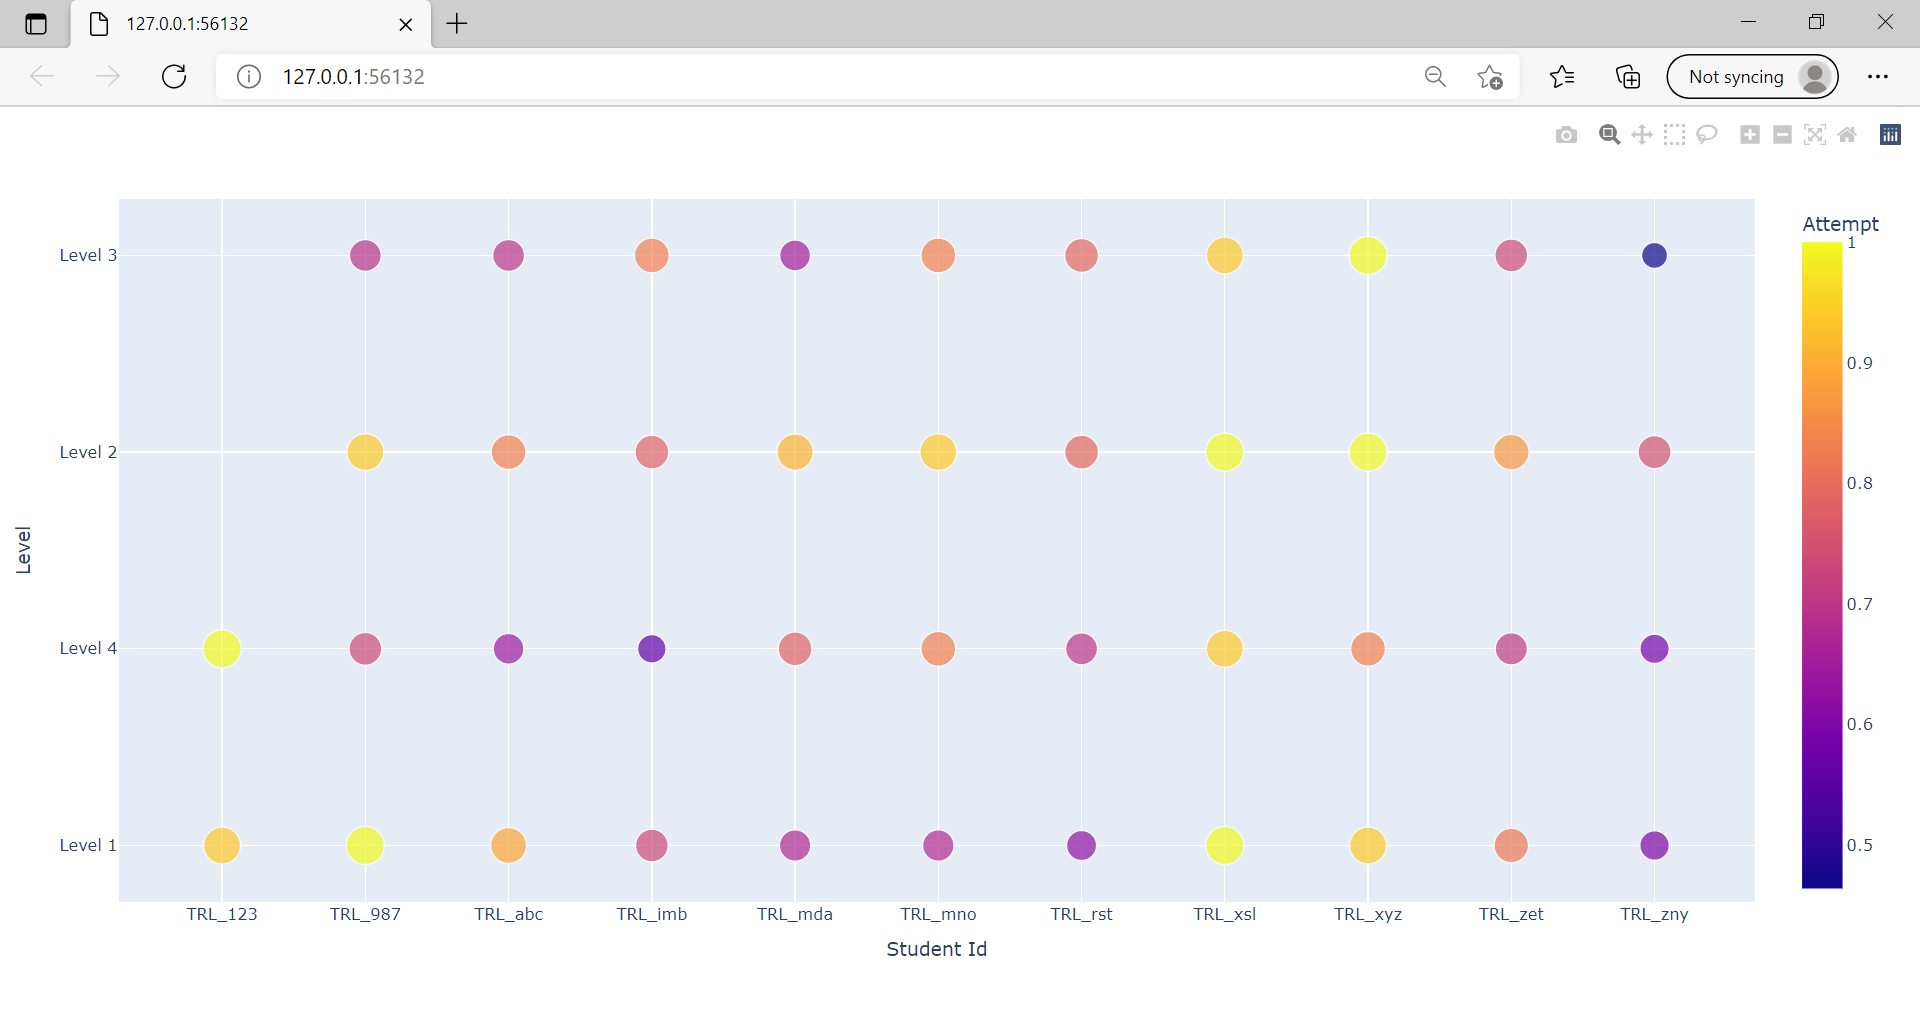 127.0.0.1:56132
127.0.0.1:56132
Not syncing
Attempt
1
0.9
0.8
0.7
0.6
0.5
Level
Level 3
Level 2
Level 4
Level 1
TRL_123 TRL_987 TRL_abc TRL_imb TRL_mda TRL_mno TRL_rst TRL_xsl TRL_xyz TRL_zet TRL_zny
Student Id